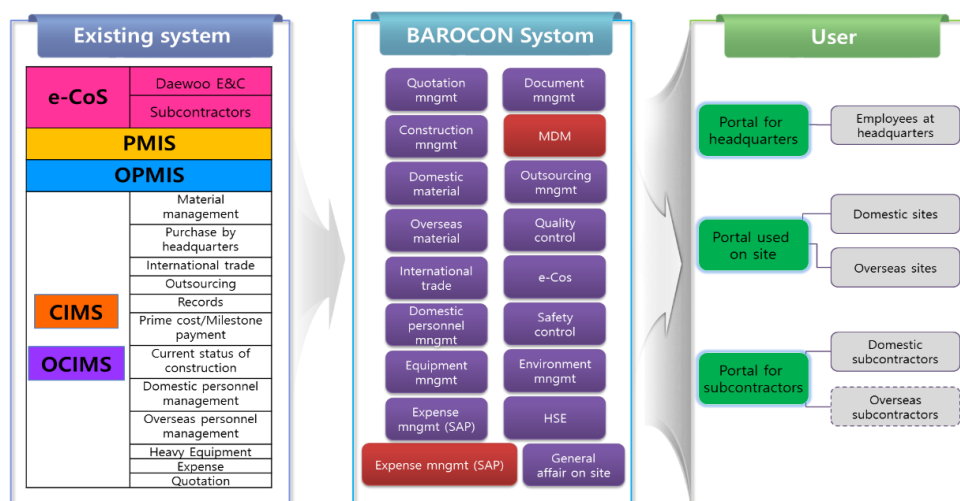 Existing system
e-CoS
Daewoo E&C
Subcontractors
PMIS
OPMIS
CIMS
OCIMS
Material
management
Purchase by
headquarters
International trade
Outsourcing
Records
Prime cost/Milestone
payment
Current status of
construction
Domestic personnel
management
Overseas personnel
management
Heavy Equipment
Expense
Quotation
BAROCON Systom
Quotation
mngmt
Document
mngmt
Construction
mngmt
MDM
Domestic
material
Outsourcing
mngmt
Overseas
material
Quality
control
International
trade
e-Cos
Domestic
personnel
mngmt
Safety
control
Equipment
mngmt
Environment
mngmt
Expense
mngmt (SAP)
HSE
Expense mngmt (SAP)
General
affair on site
User
Portal for
headquarters
Employees at
headquarters
Portal used
on site
Domestic sites
Overseas sites
Portal for
subcontractors
Domestic
subcontractors
Overseas
subcontractors